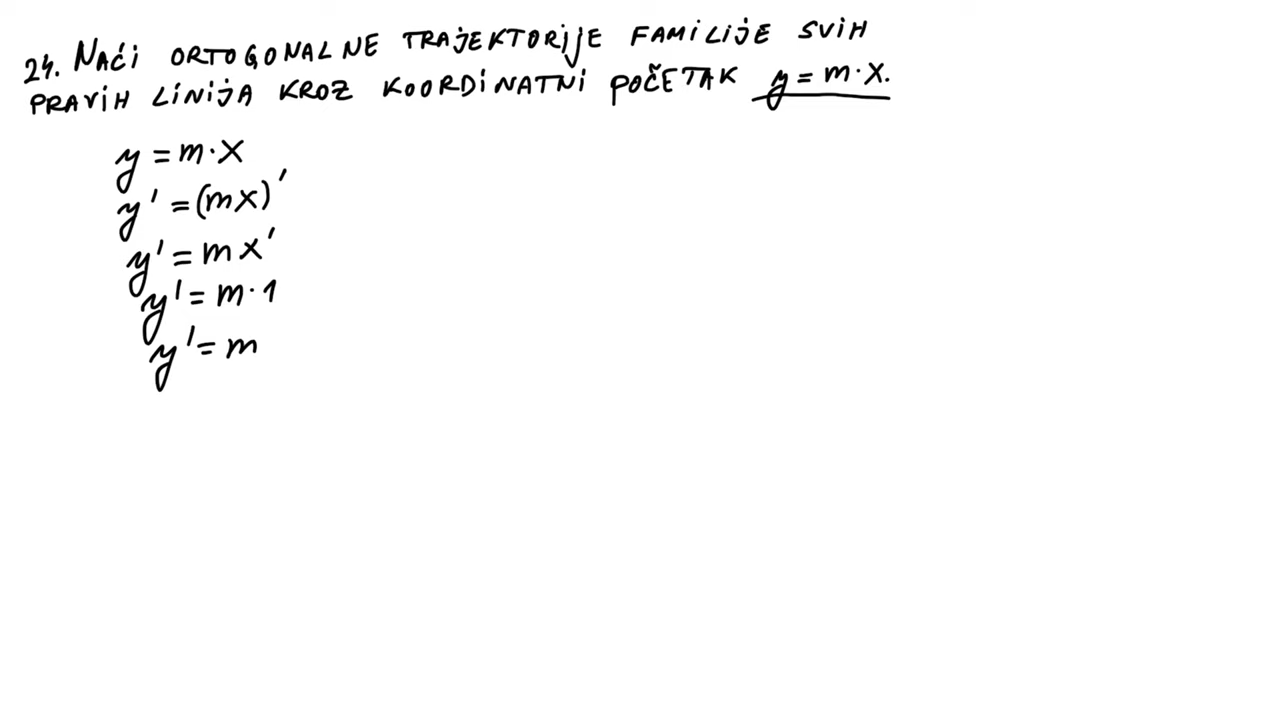 24. NAĆI ORTOGONALNE TRAJEKTORIJE FAMILIJE SVIH
PRAVIH LINIJA KROZ KOORDINATNI POČETAK y = m·x.
y = m·x
y' = (mx)'
y' = mx'
y' = m·1
y' = m